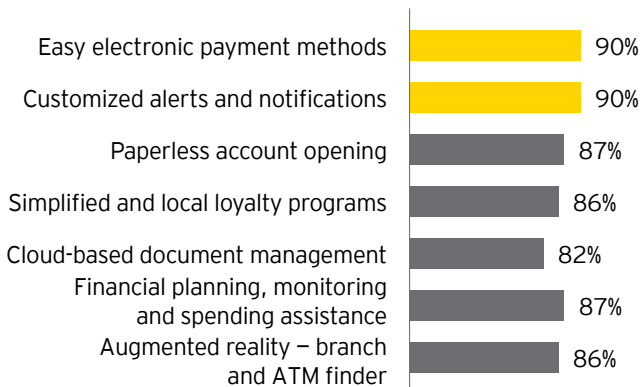 Easy electronic payment methods 90%
Customized alerts and notifications 90%
Paperless account opening 87%
Simplified and local loyalty programs 86%
Cloud-based document management 82%
Financial planning, monitoring
and spending assistance 87%
Augmented reality – branch
and ATM finder 86%